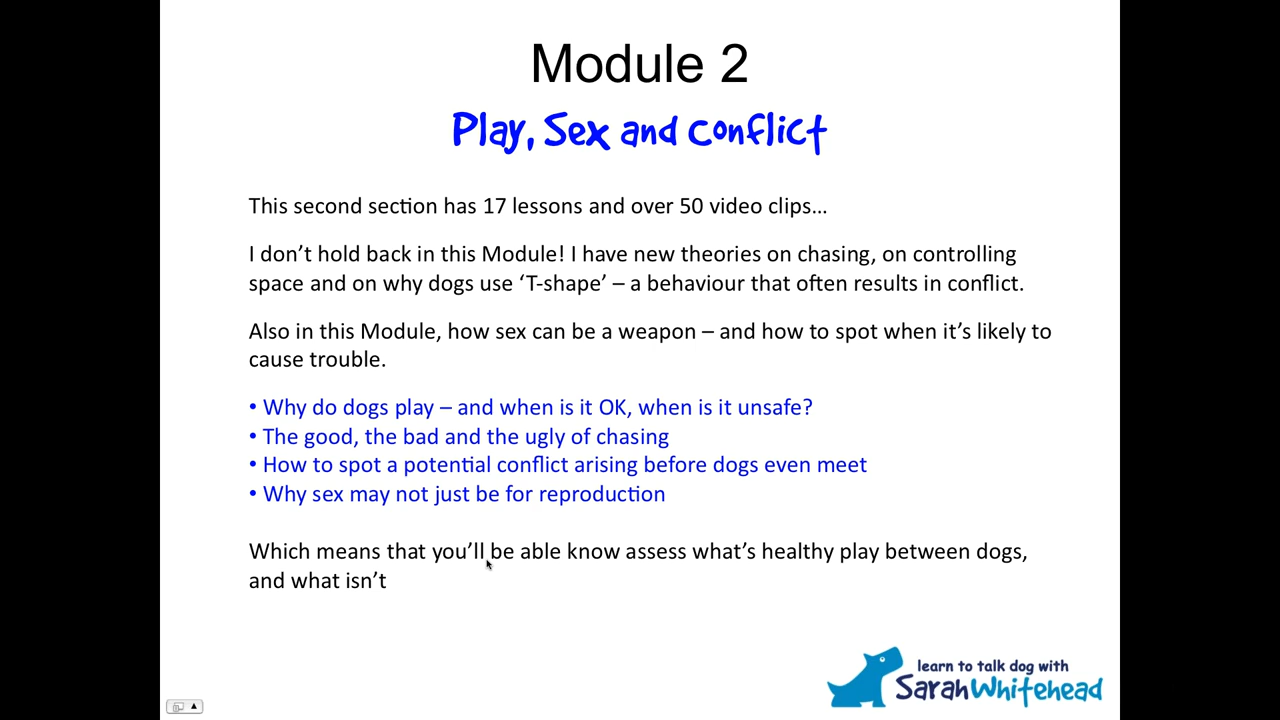 Module 2
Play, Sex and Conflict
This second section has 17 lessons and over 50 video clips…
I don’t hold back in this Module! I have new theories on chasing, on controlling
space and on why dogs use ‘T-shape’ – a behaviour that often results in conflict.
Also in this Module, how sex can be a weapon – and how to spot when it’s likely to
cause trouble.
• Why do dogs play – and when is it OK, when is it unsafe?
• The good, the bad and the ugly of chasing
• How to spot a potential conflict arising before dogs even meet
• Why sex may not just be for reproduction
Which means that you’ll be able know assess what’s healthy play between dogs,
and what isn’t
learn to talk dog with
Sarah Whitehead